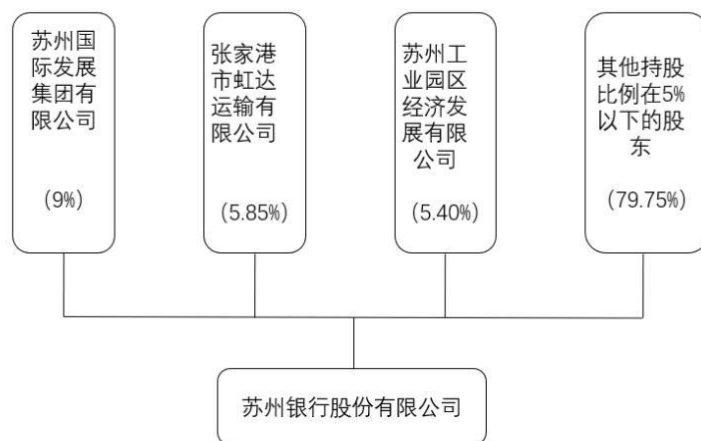 苏州国
际发展
集团有
限公司
(9%)
张家港
市虹达
运输有
限公司
(5.85%)
苏州工
业园区
经济发
展有限
公司
(5.40%)
其他持股
比例在5%
以下的股
东
(79.75%)
苏州银行股份有限公司